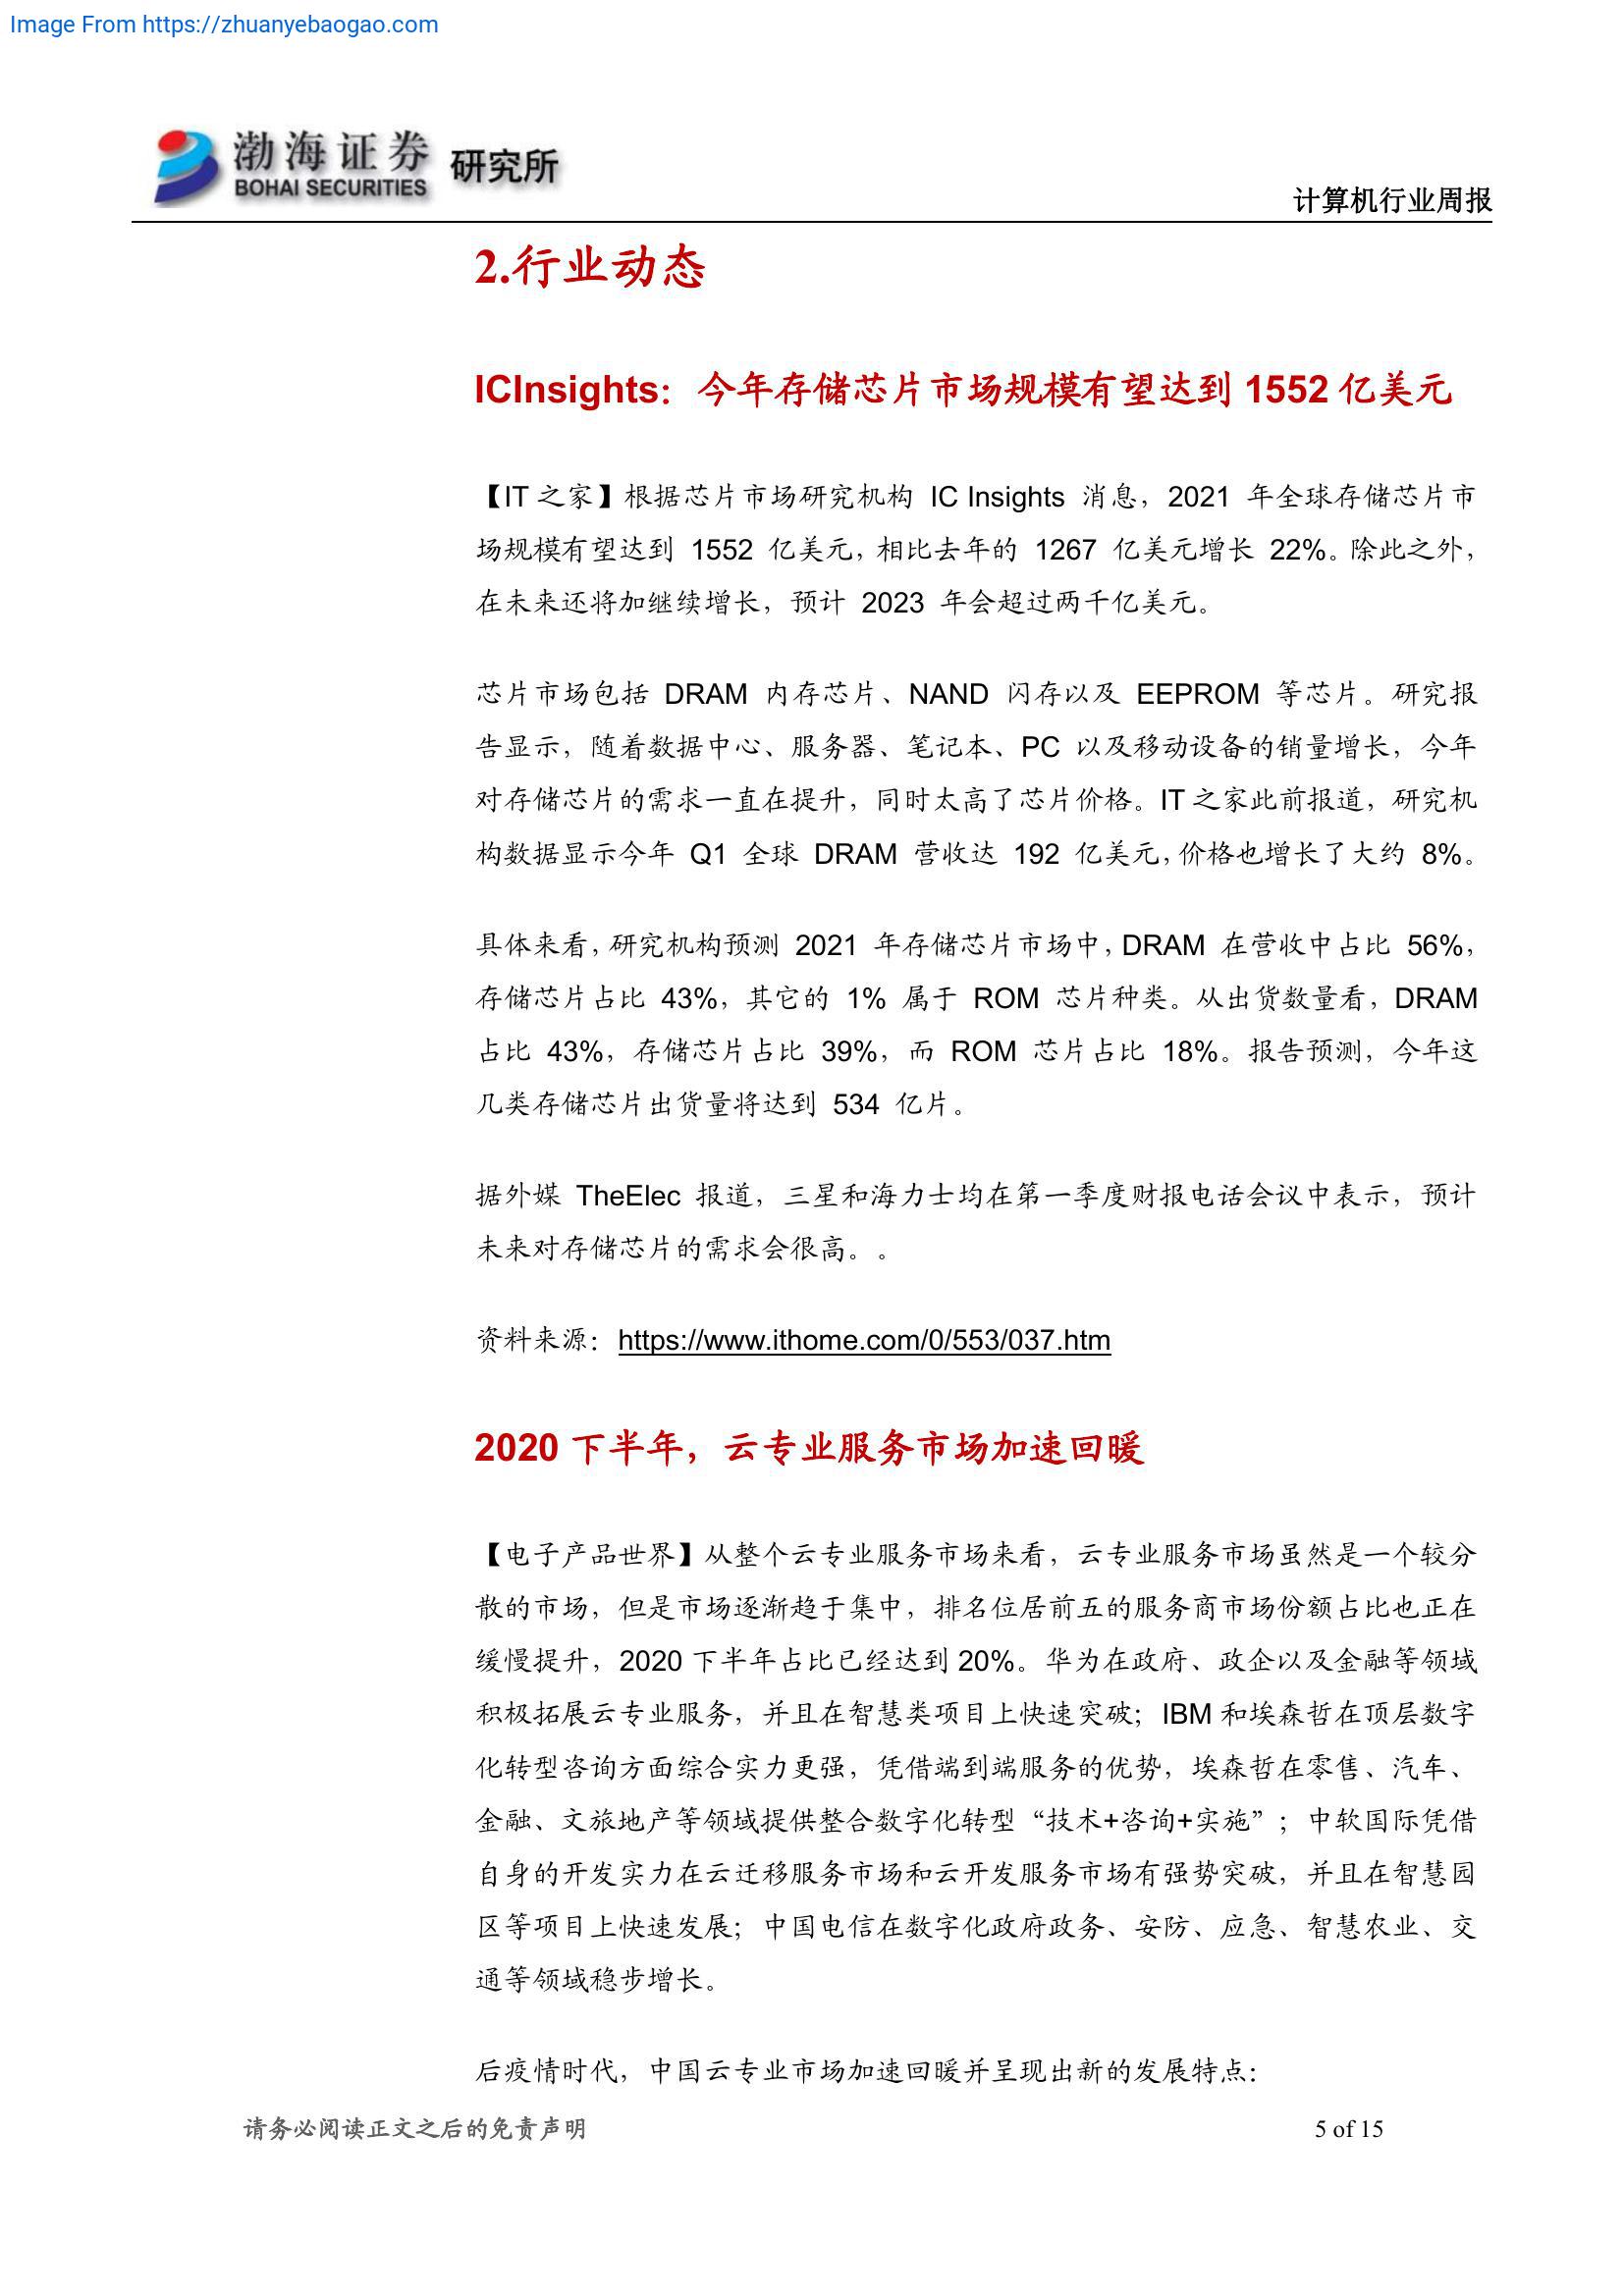 Image From https://zhuanyebaogao.com
渤海证券 研究所
BOHAI SECURITIES
计算机行业周报
2.行业动态
ICInsights：今年存储芯片市场规模有望达到 1552 亿美元
【IT 之家】根据芯片市场研究机构 IC Insights 消息，2021 年全球存储芯片市
场规模有望达到 1552 亿美元，相比去年的 1267 亿美元增长 22%。除此之外，
在未来还将加继续增长，预计 2023 年会超过两千亿美元。
芯片市场包括 DRAM 内存芯片、NAND 闪存以及 EEPROM 等芯片。研究报
告显示，随着数据中心、服务器、笔记本、PC 以及移动设备的销量增长，今年
对存储芯片的需求一直在提升，同时太高了芯片价格。IT 之家此前报道，研究机
构数据显示今年 Q1 全球 DRAM 营收达 192 亿美元，价格也增长了大约 8%。
具体来看，研究机构预测 2021 年存储芯片市场中，DRAM 在营收中占比 56%，
存储芯片占比 43%，其它的 1% 属于 ROM 芯片种类。从出货数量看，DRAM
占比 43%，存储芯片占比 39%，而 ROM 芯片占比 18%。报告预测，今年这
几类存储芯片出货量将达到 534 亿片。
据外媒 TheElec 报道，三星和海力士均在第一季度财报电话会议中表示，预计
未来对存储芯片的需求会很高。。
资料来源：https://www.ithome.com/0/553/037.htm
2020 下半年，云专业服务市场加速回暖
【电子产品世界】从整个云专业服务市场来看，云专业服务市场虽然是一个较分
散的市场，但是市场逐渐趋于集中，排名位居前五的服务商市场份额占比也正在
缓慢提升，2020 下半年占比已经达到 20%。华为在政府、政企以及金融等领域
积极拓展云专业服务，并且在智慧类项目上快速突破；IBM 和埃森哲在顶层数字
化转型咨询方面综合实力更强，凭借端到端服务的优势，埃森哲在零售、汽车、
金融、文旅地产等领域提供整合数字化转型“技术+咨询+实施”；中软国际凭借
自身的开发实力在云迁移服务市场和云开发服务市场有强势突破，并且在智慧园
区等项目上快速发展；中国电信在数字化政府政务、安防、应急、智慧农业、交
通等领域稳步增长。
后疫情时代，中国云专业市场加速回暖并呈现出新的发展特点：
请务必阅读正文之后的免责声明
5 of 15